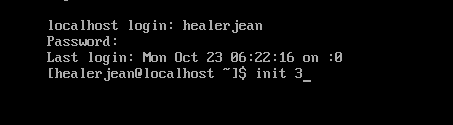 localhost login: healerjean
Password:
Last login: Mon Oct 23 06:22:16 on :0
[healerjean@localhost ~]$ init 3_